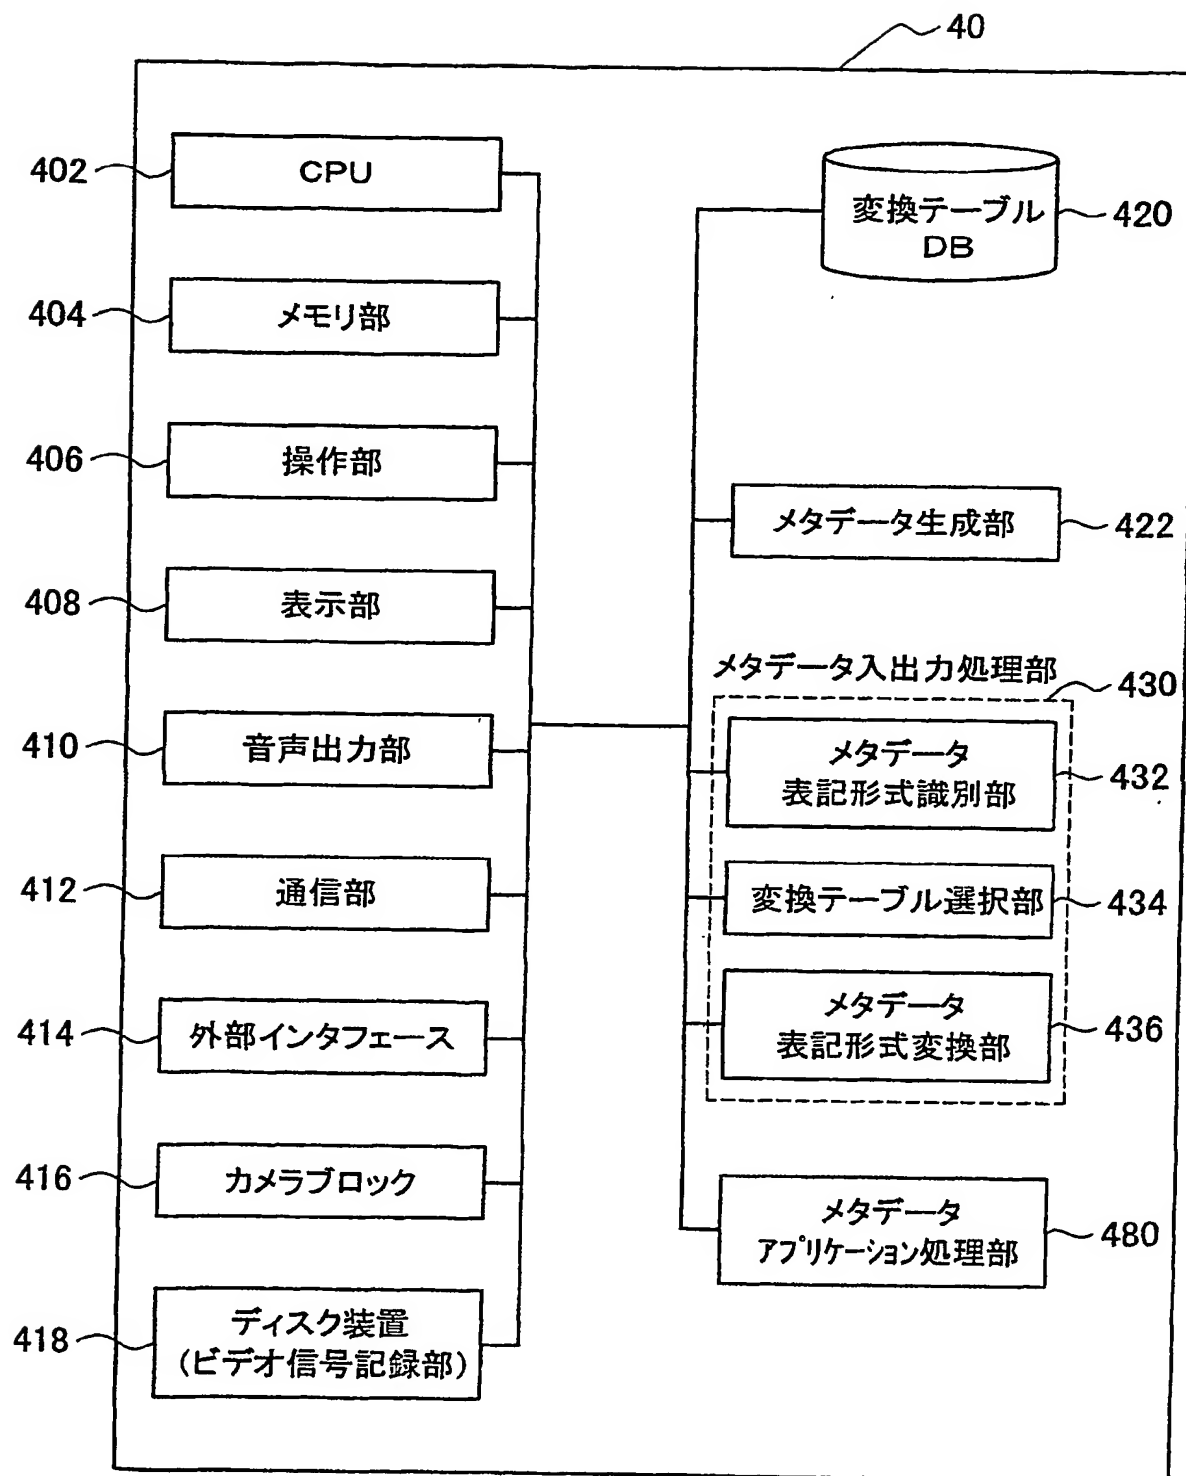 40
402
CPU
404
メモリ部
406
操作部
408
表示部
410
音声出力部
412
通信部
414
外部インタフェース
416
カメラブロック
418
ディスク装置
(ビデオ信号記録部)
変換テーブル
DB
420
メタデータ生成部
422
メタデータ入出力処理部
430
メタデータ
表記形式識別部
432
変換テーブル選択部
434
メタデータ
表記形式変換部
436
メタデータ
アプリケーション処理部
480